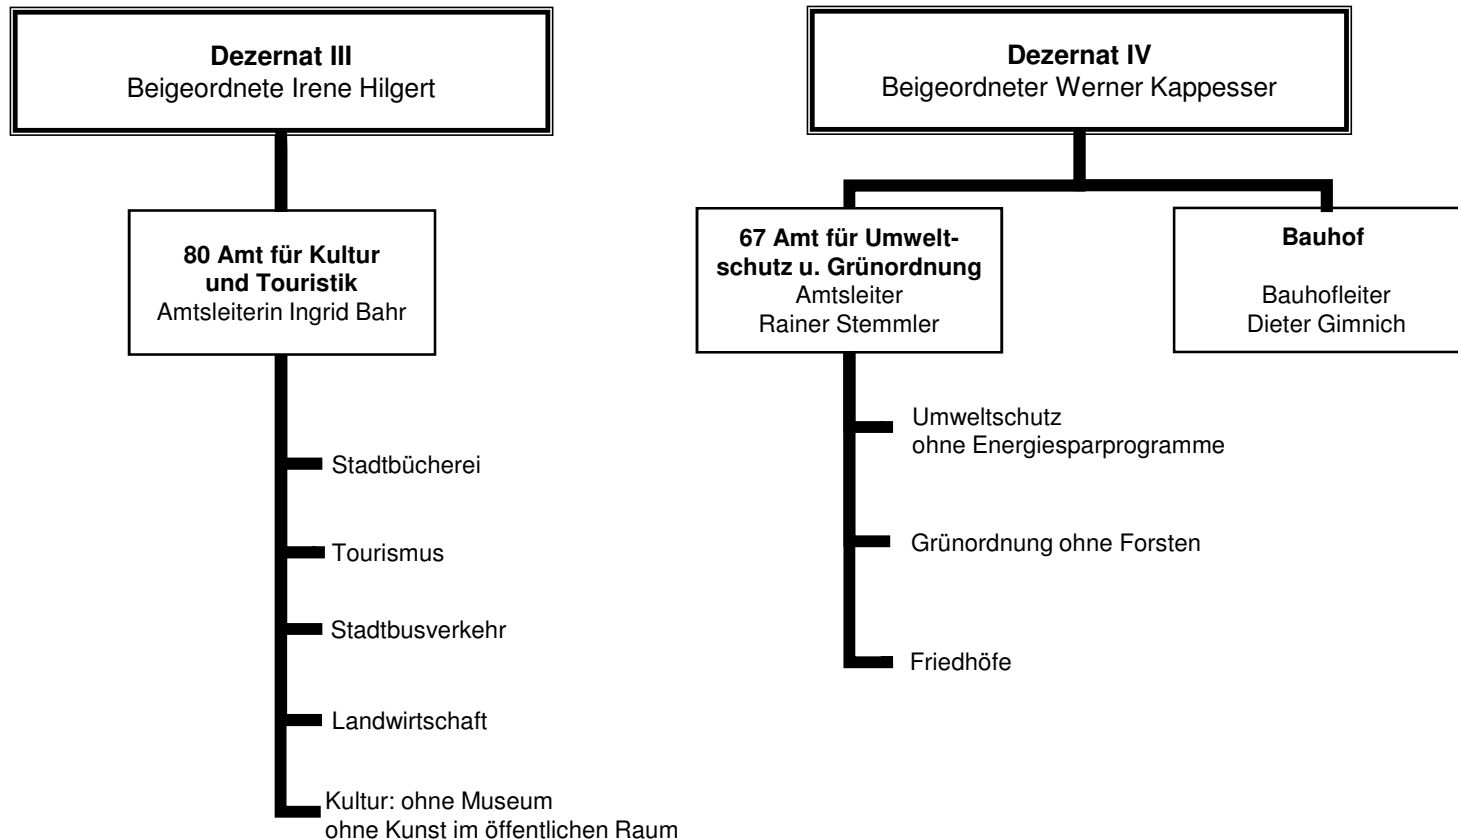 Dezernat III
Beigeordnete Irene Hilgert
80 Amt für Kultur
und Touristik
Amtsleiterin Ingrid Bahr
Stadtbücherei
Tourismus
Stadtbusverkehr
Landwirtschaft
Kultur: ohne Museum
ohne Kunst im öffentlichen Raum
Dezernat IV
Beigeordneter Werner Kappesser
67 Amt für Umwelt-
schutz u. Grünordnung
Amtsleiter
Rainer Stemmler
Umweltschutz
ohne Energiesparprogramme
Grünordnung ohne Forsten
Friedhöfe
Bauhof
Bauhofleiter
Dieter Gimnich